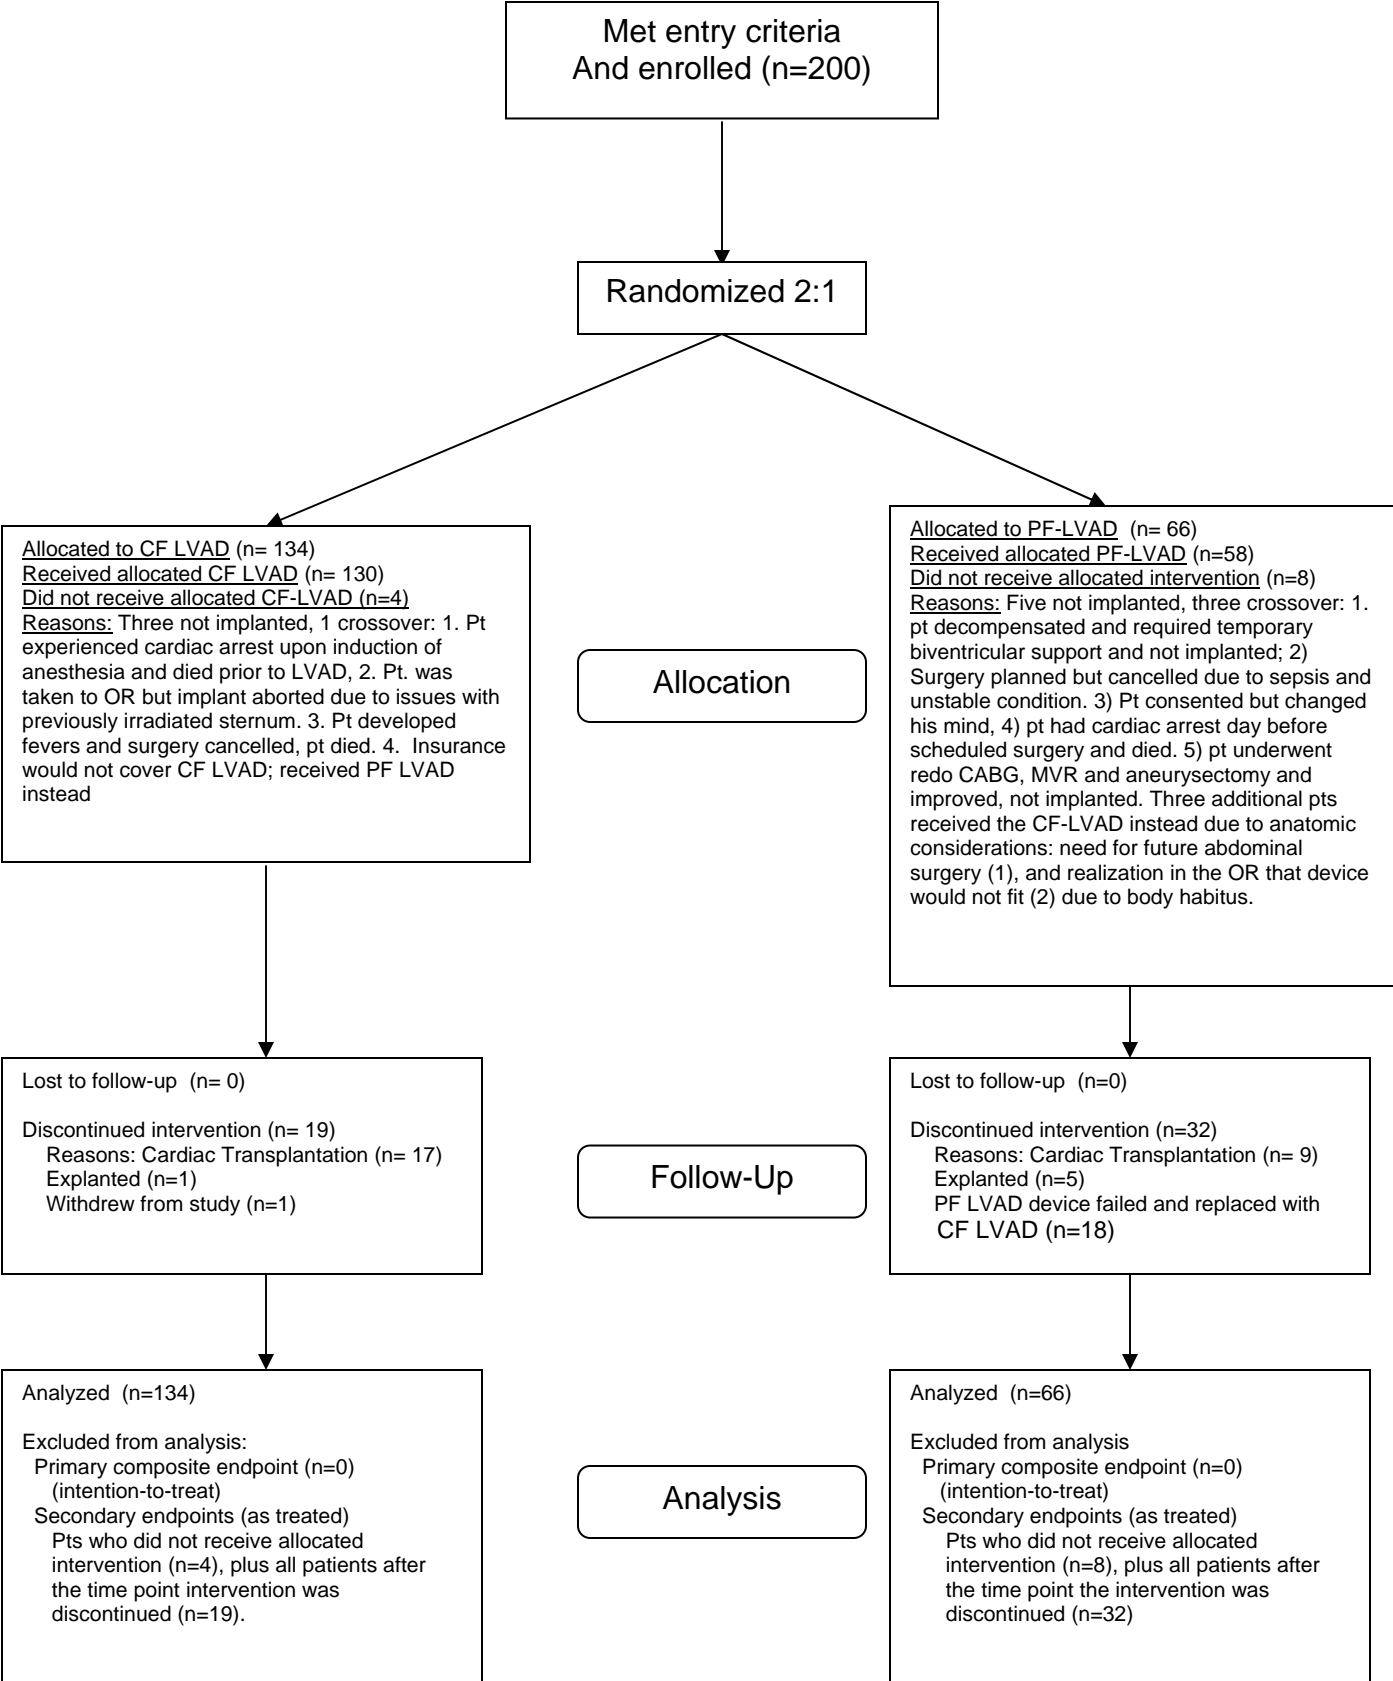 Met entry criteria
And enrolled (n=200)
Randomized 2:1
Allocated to CF LVAD (n= 134)
Received allocated CF LVAD (n= 130)
Did not receive allocated CF-LVAD (n=4)
Reasons: Three not implanted, 1 crossover: 1. Pt
experienced cardiac arrest upon induction of
anesthesia and died prior to LVAD, 2. Pt. was
taken to OR but implant aborted due to issues with
previously irradiated sternum. 3. Pt developed
fevers and surgery cancelled, pt died. 4.  Insurance
would not cover CF LVAD; received PF LVAD
instead
Allocation
Allocated to PF-LVAD  (n= 66)
Received allocated PF-LVAD (n=58)
Did not receive allocated intervention (n=8)
Reasons: Five not implanted, three crossover: 1.
pt decompensated and required temporary
biventricular support and not implanted; 2)
Surgery planned but cancelled due to sepsis and
unstable condition. 3) Pt consented but changed
his mind, 4) pt had cardiac arrest day before
scheduled surgery and died. 5) pt underwent
redo CABG, MVR and aneurysectomy and
improved, not implanted. Three additional pts
received the CF-LVAD instead due to anatomic
considerations: need for future abdominal
surgery (1), and realization in the OR that device
would not fit (2) due to body habitus.
Lost to follow-up  (n= 0)
Discontinued intervention (n= 19)
Reasons: Cardiac Transplantation (n= 17)
Explanted (n=1)
Withdrew from study (n=1)
Follow-Up
Lost to follow-up  (n=0)
Discontinued intervention (n=32)
Reasons: Cardiac Transplantation (n= 9)
Explanted (n=5)
PF LVAD device failed and replaced with
CF LVAD (n=18)
Analyzed  (n=134)
Excluded from analysis:
Primary composite endpoint (n=0)
(intention-to-treat)
Secondary endpoints (as treated)
Pts who did not receive allocated
intervention (n=4), plus all patients after
the time point intervention was
discontinued (n=19).
Analysis
Analyzed  (n=66)
Excluded from analysis
Primary composite endpoint (n=0)
(intention-to-treat)
Secondary endpoints (as treated)
Pts who did not receive allocated
intervention (n=8), plus all patients after
the time point the intervention was
discontinued (n=32)